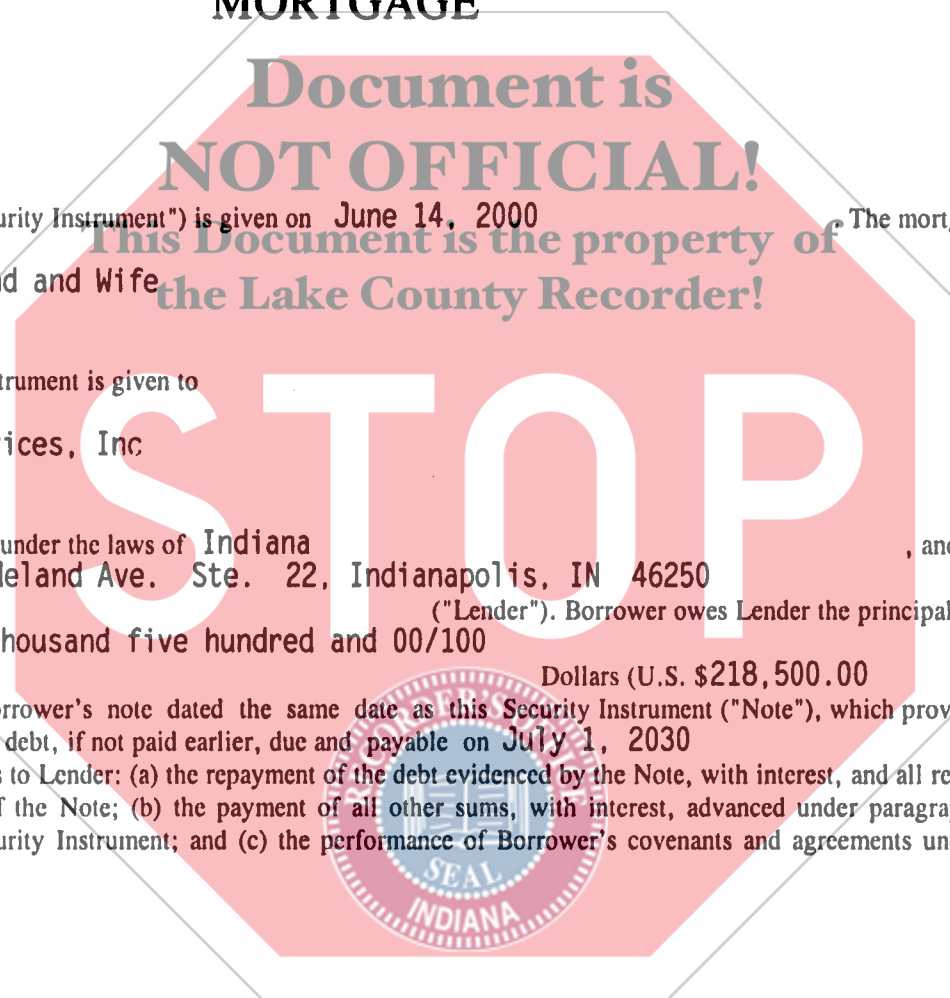 MORTGAGE
Document is
NOT OFFICIAL!
urity Instrument") is given on June 14, 2000 . The mort
This Document is the property of
d and Wife
the Lake County Recorder!
trument is given to
STOP
ices, Inc
under the laws of Indiana , and
eland Ave. Ste. 22, Indianapolis, IN 46250
("Lender"). Borrower owes Lender the principal
housand five hundred and 00/100
Dollars (U.S. $218,500.00
rrower's note dated the same date as this Security Instrument ("Note"), which prov
debt, if not paid earlier, due and payable on July 1, 2030
s to Lender: (a) the repayment of the debt evidenced by the Note, with interest, and all re
f the Note; (b) the payment of all other sums, with interest, advanced under paragra
urity Instrument; and (c) the performance of Borrower's covenants and agreements un
RECORDER'S
SEAL
INDIANA